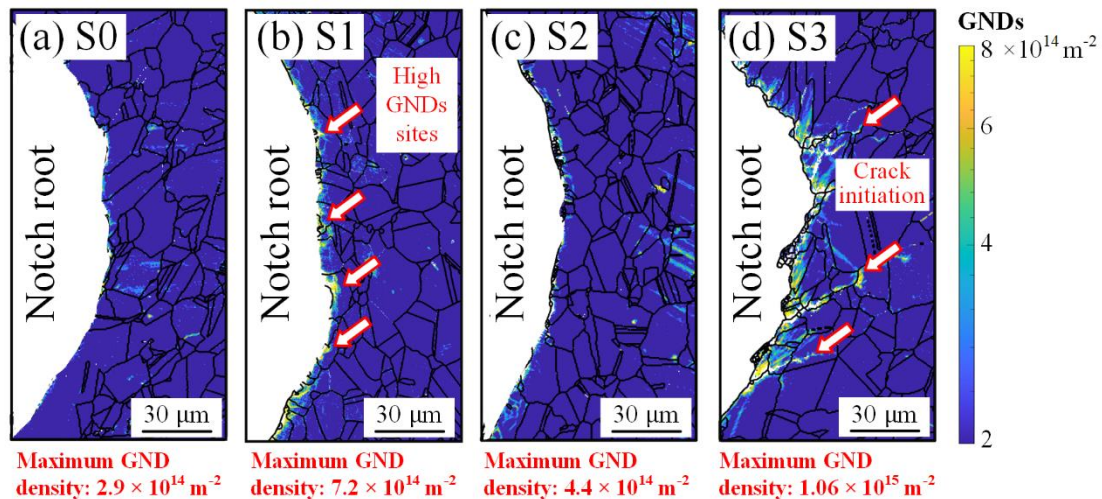 (a) S0
(b) S1
(c) S2
(d) S3
GNDs
High
GNDs
sites
Crack
initiation
Notch root
Notch root
Notch root
Notch root
8 × 10¹⁴ m⁻²
6
4
2
30 μm
30 μm
30 μm
30 μm
Maximum GND
density: 2.9 × 10¹⁴ m⁻²
Maximum GND
density: 7.2 × 10¹⁴ m⁻²
Maximum GND
density: 4.4 × 10¹⁴ m⁻²
Maximum GND
density: 1.06 × 10¹⁵ m⁻²